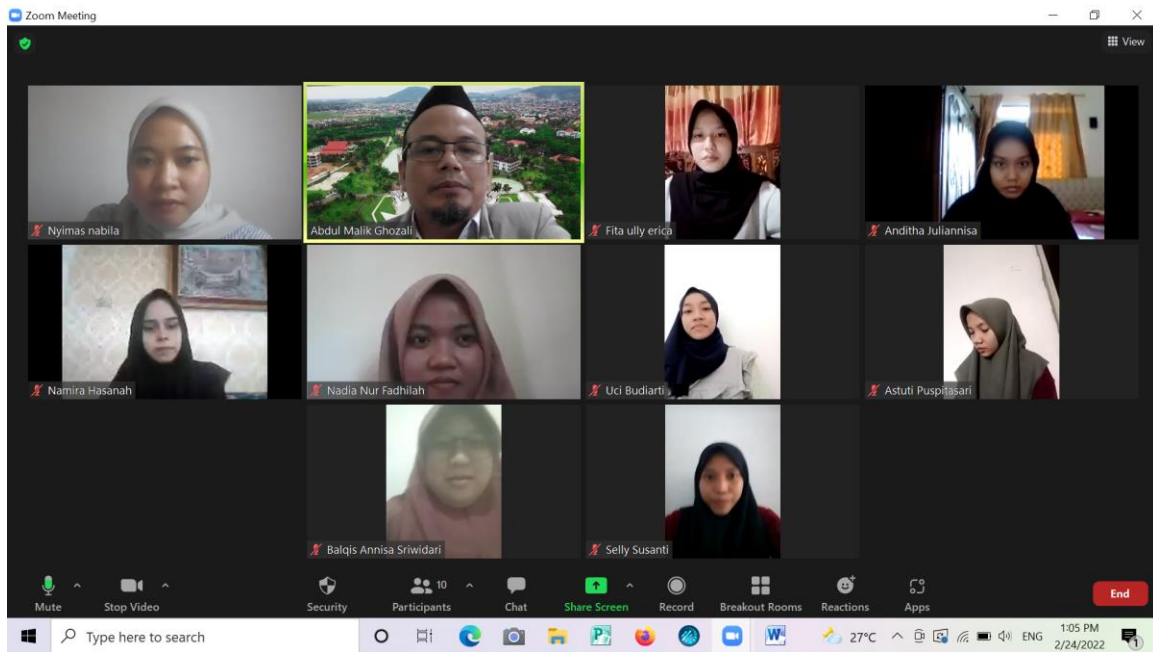 Zoom Meeting
View
Nyimas nabila
Abdul Malik Ghozali
Fita ully erica
Anditha Juliannisa
Namira Hasanah
Nadia Nur Fadhilah
Uci Budiarti
Astuti Puspitasari
Balqis Annisa Sriwidari
Selly Susanti
Mute
Stop Video
Security
10
Participants
Chat
Share Screen
Record
Breakout Rooms
Reactions
Apps
End
Type here to search
27°C
ENG
1:05 PM
2/24/2022
1